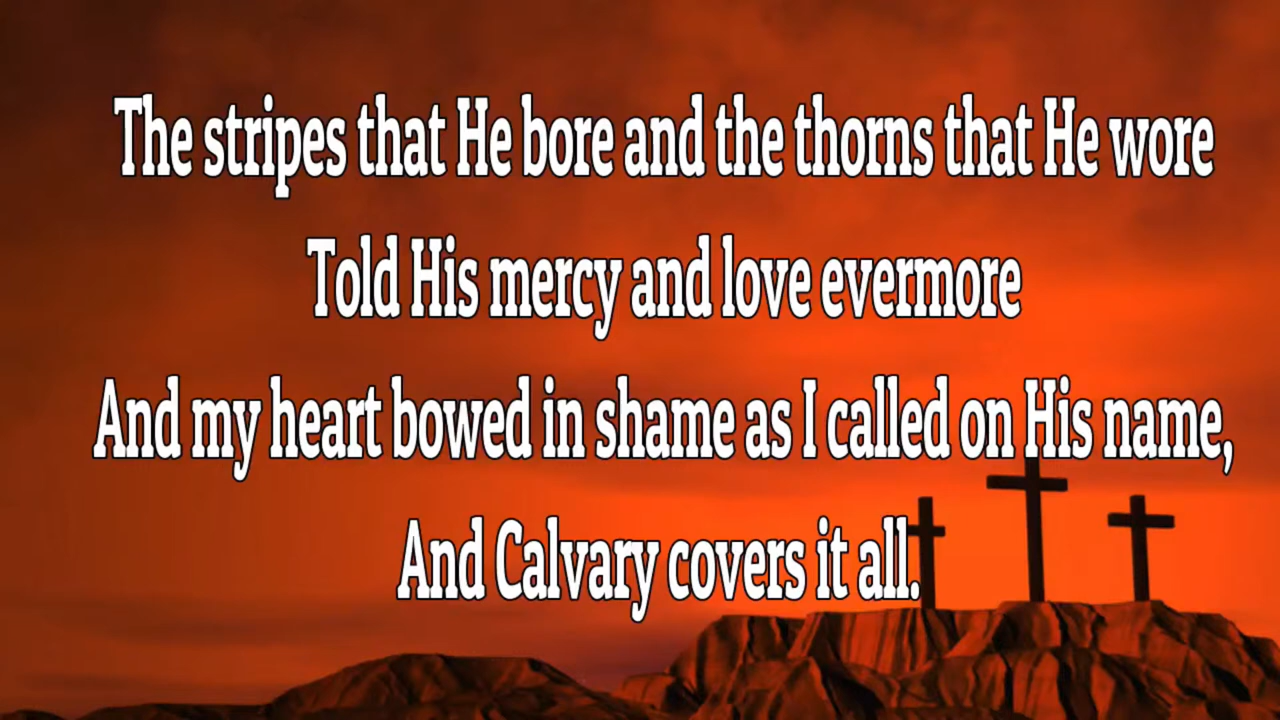 The stripes that He bore and the thorns that He wore
Told His mercy and love evermore
And my heart bowed in shame as I called on His name,
And Calvary covers it all.